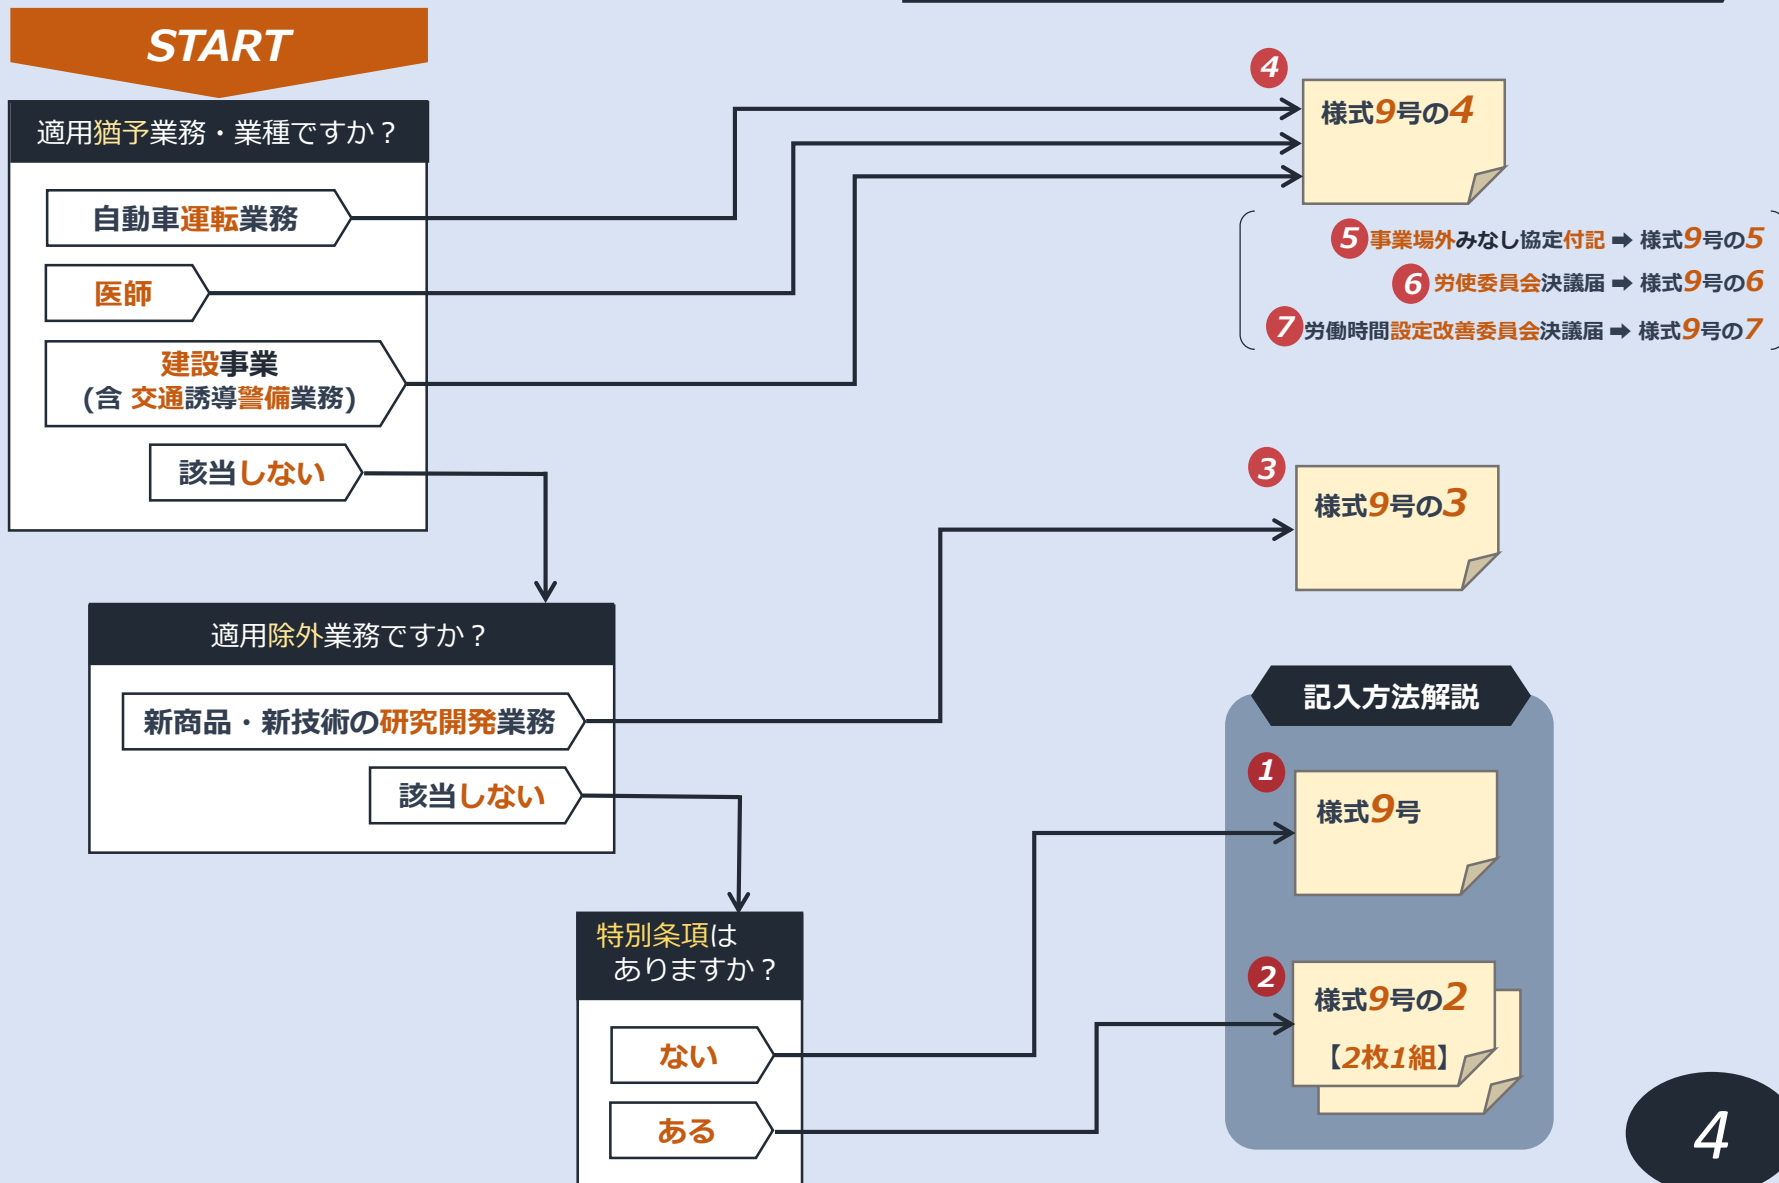 START
適用猶予業務・業種ですか？
自動車運転業務
医師
建設事業
(含 交通誘導警備業務)
該当しない
4
様式9号の4
5 事業場外みなし協定付記 ➡ 様式9号の5
6 労使委員会決議届 ➡ 様式9号の6
7 労働時間設定改善委員会決議届 ➡ 様式9号の7
適用除外業務ですか？
新商品・新技術の研究開発業務
該当しない
3
様式9号の3
特別条項は
ありますか？
ない
ある
記入方法解説
1
様式9号
2
様式9号の2
【2枚1組】
4